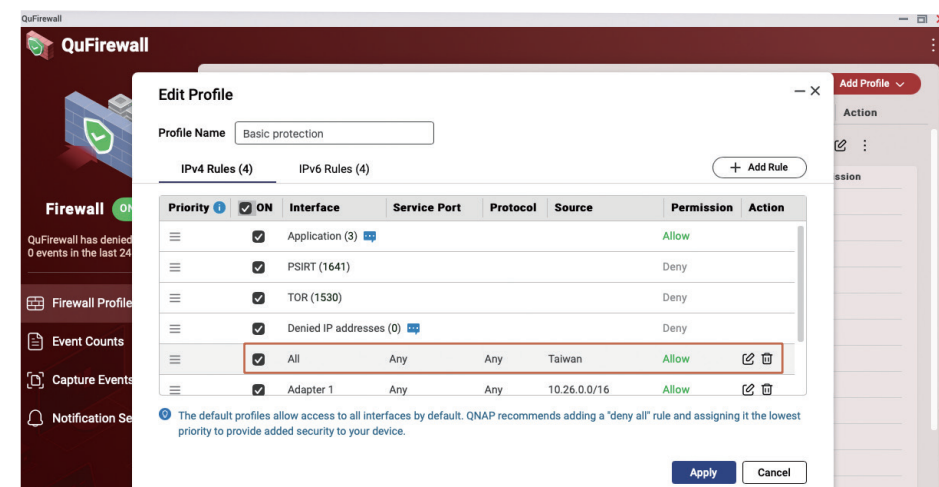 QuFirewall
QuFirewall
Add Profile
Action
ssion
Firewall ON
QuFirewall has denied
0 events in the last 24
Firewall Profile
Event Counts
Capture Events
Notification Se
Edit Profile
Profile Name Basic protection
IPv4 Rules (4) IPv6 Rules (4) + Add Rule
Priority ON Interface Service Port Protocol Source Permission Action
Application (3) Allow
PSIRT (1641) Deny
TOR (1530) Deny
Denied IP addresses (0) Deny
All Any Any Taiwan Allow
Adapter 1 Any Any 10.26.0.0/16 Allow
The default profiles allow access to all interfaces by default. QNAP recommends adding a "deny all" rule and assigning it the lowest
priority to provide added security to your device.
Apply Cancel